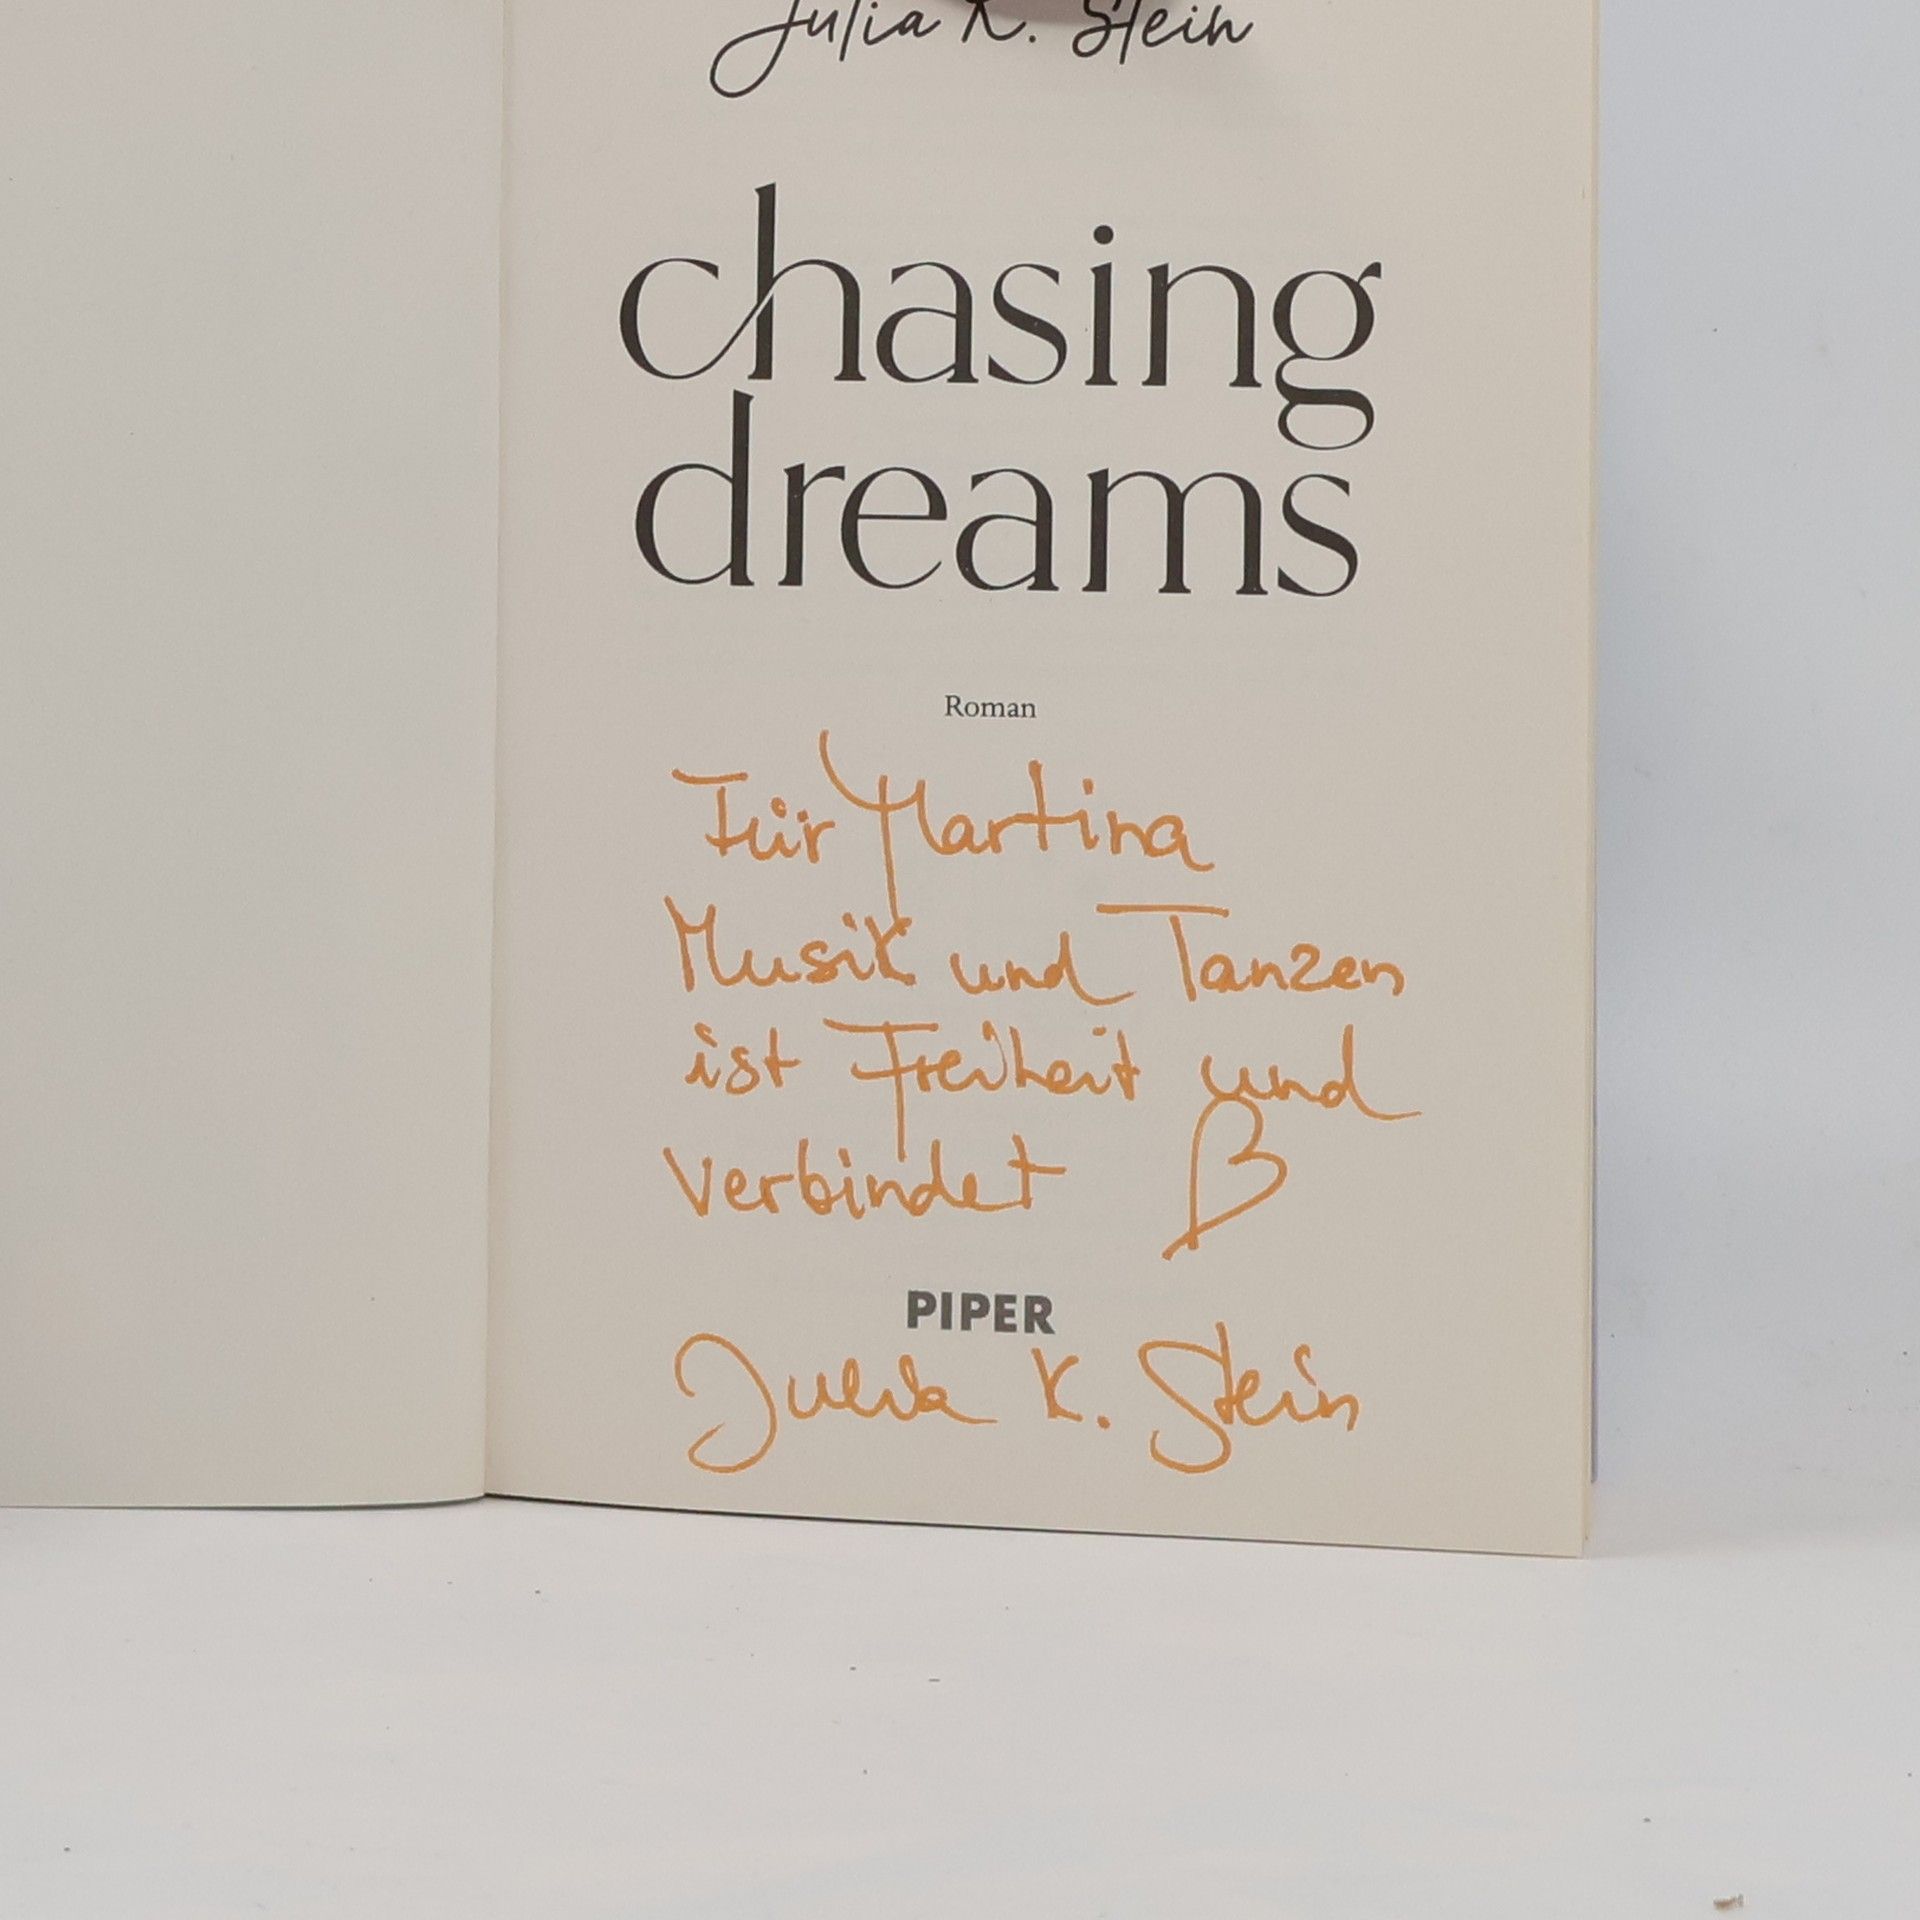 Julia K. Stein
chasing
dreams
Roman
Für Martina
Musik und Tanzen
ist Freiheit und
verbindet
PIPER
Julia K. Stein